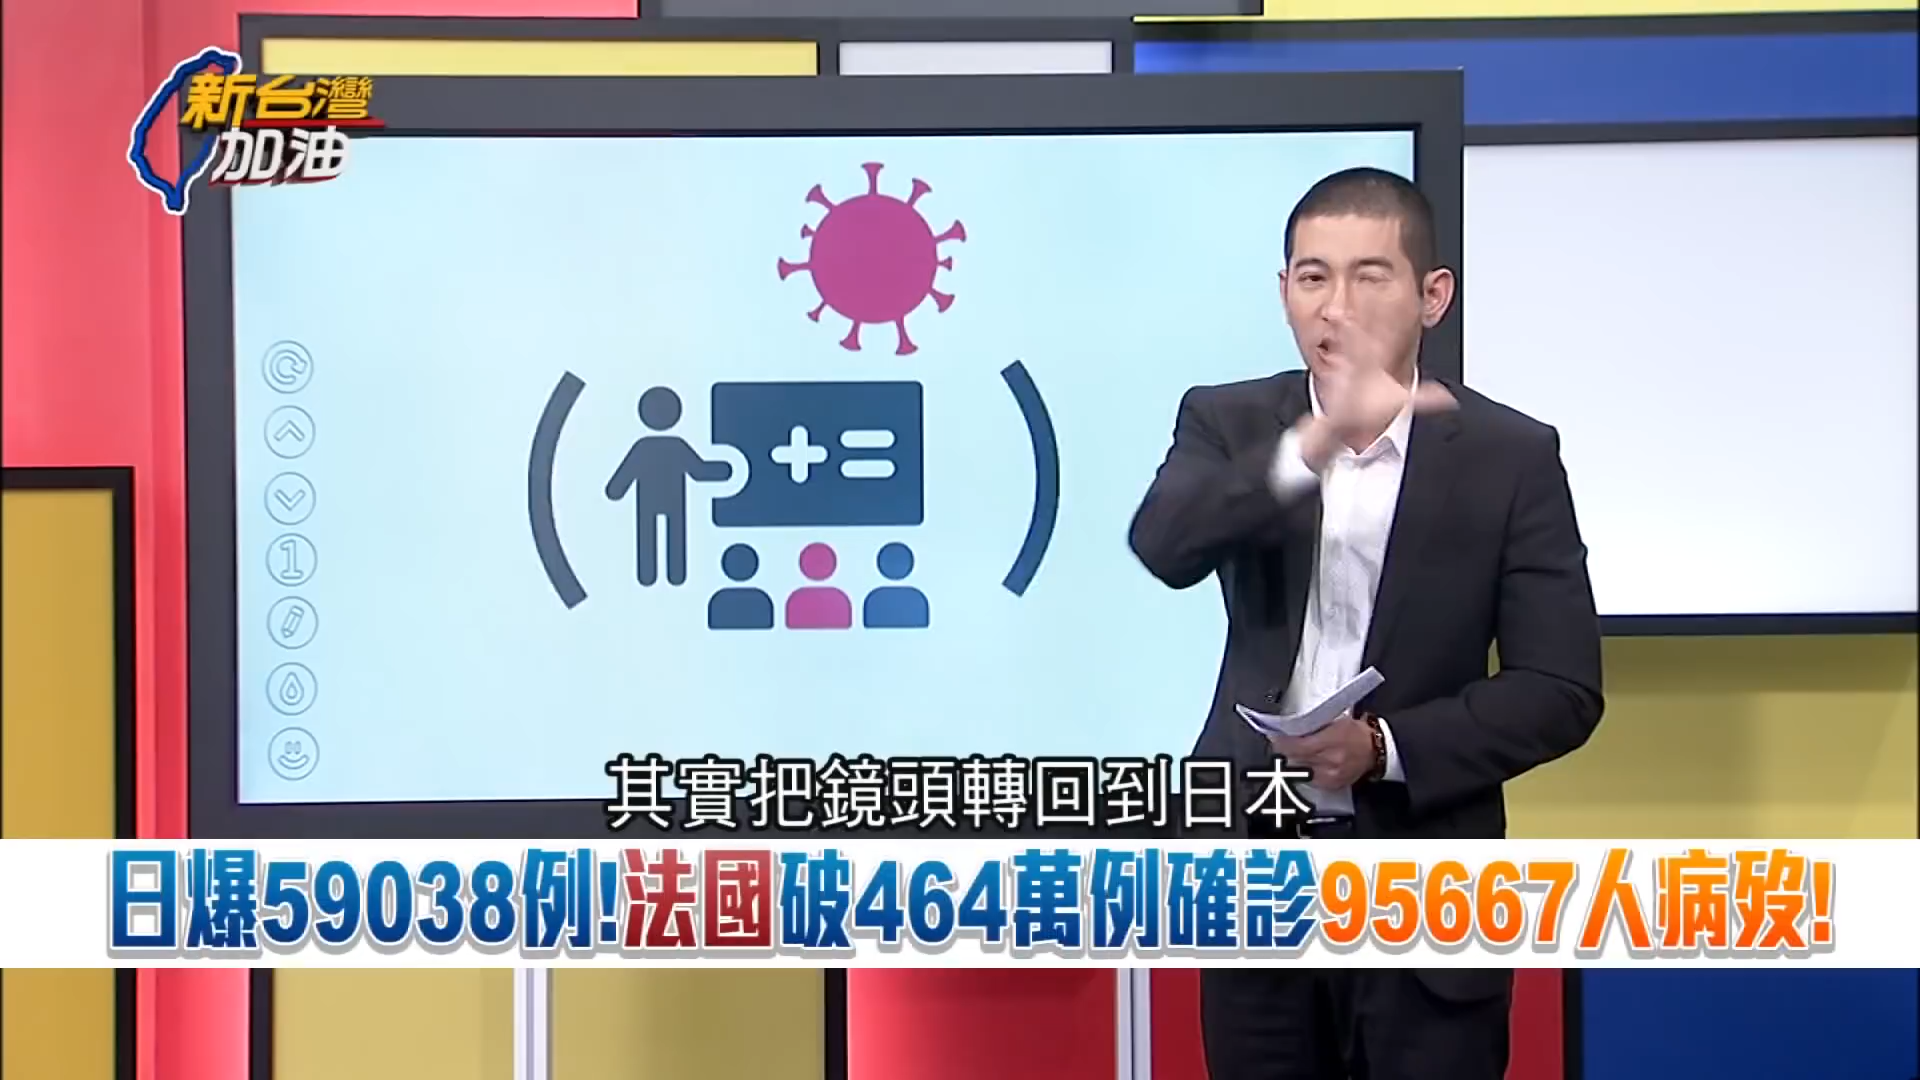 新台灣
加油
1
+=
其實把鏡頭轉回到日本
日爆59038例!法國破464萬例確診95667人病歿!